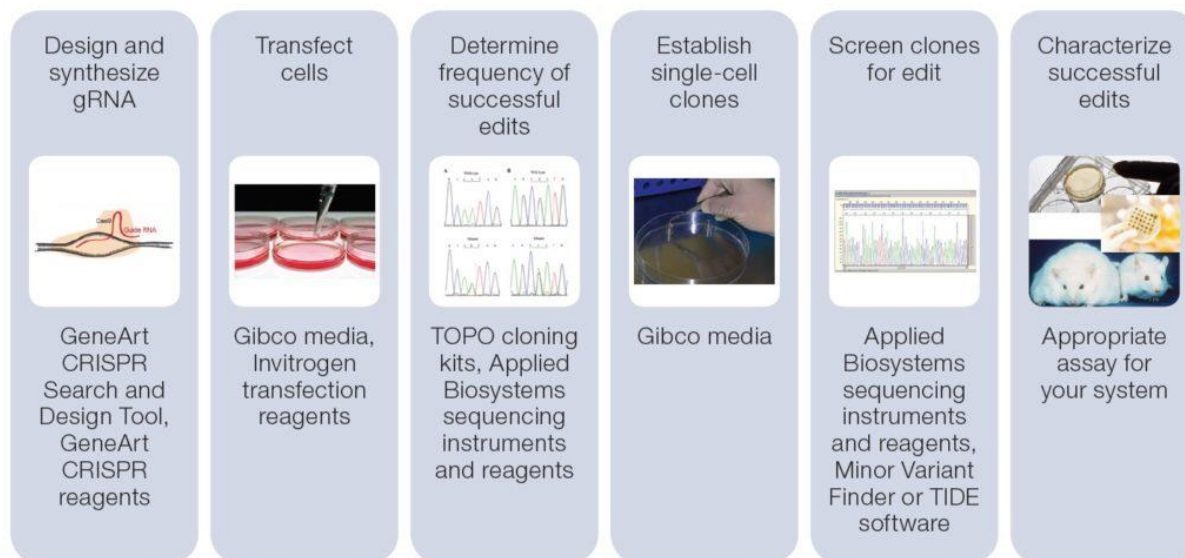 Design and
synthesize
gRNA
GeneArt
CRISPR
Search and
Design Tool,
GeneArt
CRISPR
reagents
Transfect
cells
Gibco media,
Invitrogen
transfection
reagents
Determine
frequency of
successful
edits
A
B
TOPO cloning
kits, Applied
Biosystems
sequencing
instruments
and reagents
Establish
single-cell
clones
Gibco media
Screen clones
for edit
Applied
Biosystems
sequencing
instruments
and reagents,
Minor Variant
Finder or TIDE
software
Characterize
successful
edits
Appropriate
assay for
your system
Cas9
Guide RNA